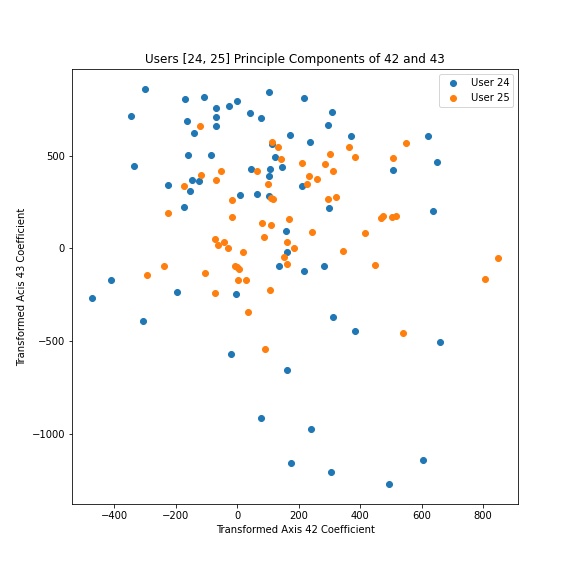 Users [24, 25] Principle Components of 42 and 43
User 24
User 25
Transformed Acis 43 Coefficient
500
0
−500
−1000
−400
−200
0
200
400
600
800
Transformed Axis 42 Coefficient